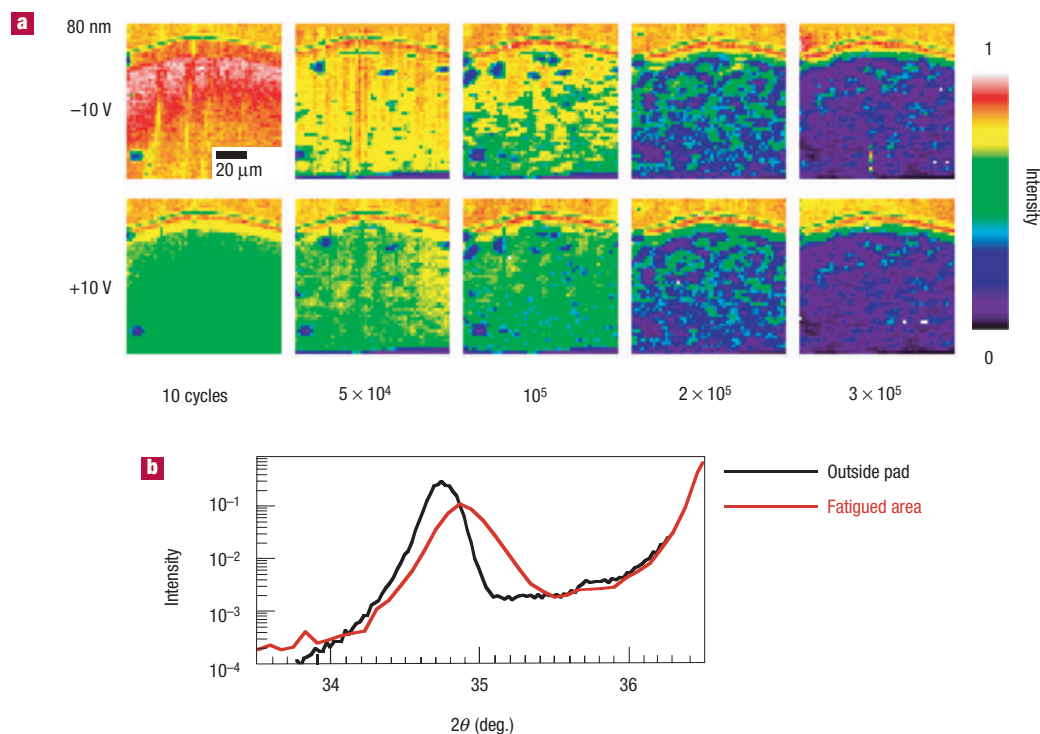 a
80 nm
–10 V
20 μm
1
Intensity
0
+10 V
10 cycles
5 × 10⁴
10⁵
2 × 10⁵
3 × 10⁵
b
Outside pad
Fatigued area
10⁻¹
10⁻²
10⁻³
10⁻⁴
Intensity
34
35
36
2θ (deg.)